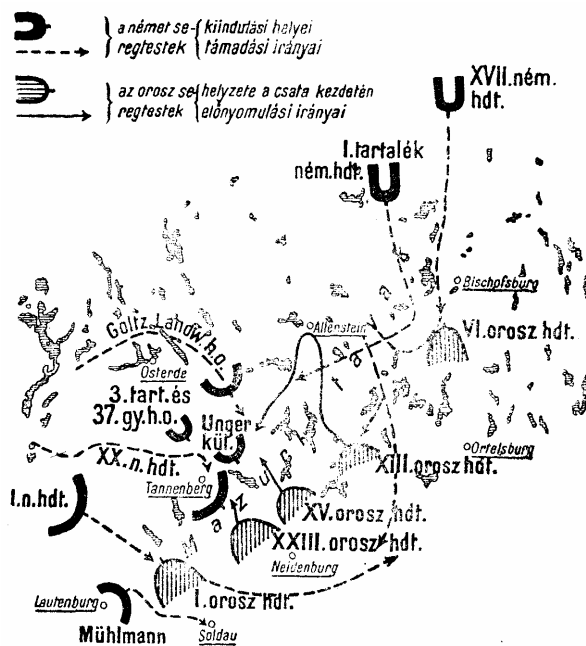 a német se- kiindulási helyei
regtestek támadási irányai
az orosz se- helyzete a csata kezdetén
regtestek előnyomulási irányai
XVII. ném.
hdt.
I. tartalék
ném. hdt.
Bischofsburg
Allenstein
VI. orosz hdt.
Goltz Landw. h.o.
Osterde
3. tart. és
37. gy. h.o.
Unger
küt.
Ortelsburg
XX. n. hdt.
XIII. orosz hdt.
Tannenberg
I. n. hdt.
XV. orosz hdt.
XXIII. orosz hdt.
Neidenburg
I. orosz hdt.
Lautenburg
Mühlmann
Soldau